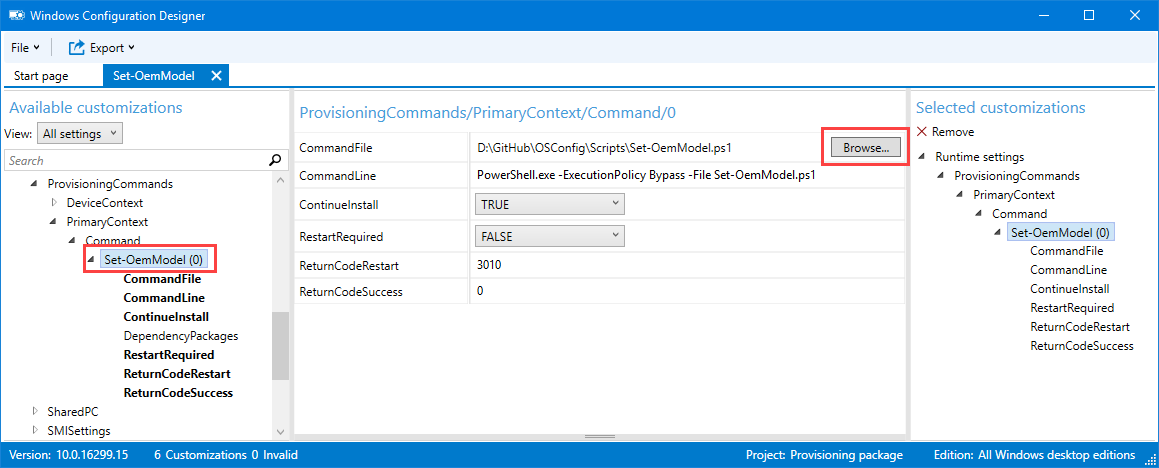 Windows Configuration Designer
File
Export
Start page
Set-OemModel
Available customizations
View:
All settings
Search
ProvisioningCommands
DeviceContext
PrimaryContext
Command
Set-OemModel (0)
CommandFile
CommandLine
ContinueInstall
DependencyPackages
RestartRequired
ReturnCodeRestart
ReturnCodeSuccess
SharedPC
SMISettings
ProvisioningCommands/PrimaryContext/Command/0
CommandFile D:\GitHub\OSConfig\Scripts\Set-OemModel.ps1 Browse...
CommandLine PowerShell.exe -ExecutionPolicy Bypass -File Set-OemModel.ps1
ContinueInstall TRUE
RestartRequired FALSE
ReturnCodeRestart 3010
ReturnCodeSuccess 0
Selected customizations
Remove
Runtime settings
ProvisioningCommands
PrimaryContext
Command
Set-OemModel (0)
CommandFile
CommandLine
ContinueInstall
RestartRequired
ReturnCodeRestart
ReturnCodeSuccess
Version: 10.0.16299.15 6 Customizations 0 Invalid Project: Provisioning package Edition: All Windows desktop editions